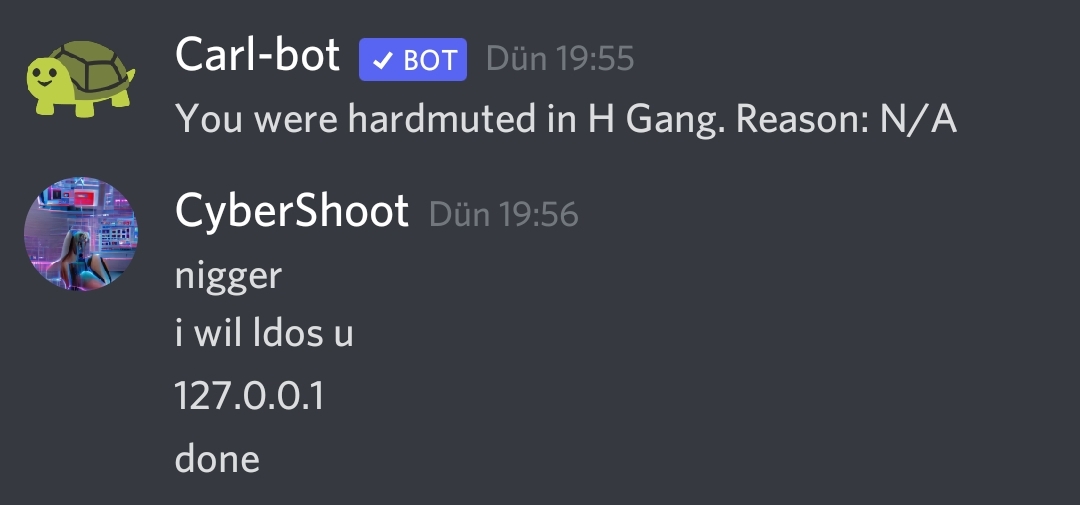 Carl-bot ✓ BOT Dün 19:55
You were hardmuted in H Gang. Reason: N/A
CyberShoot Dün 19:56
nigger
i wil ldos u
127.0.0.1
done